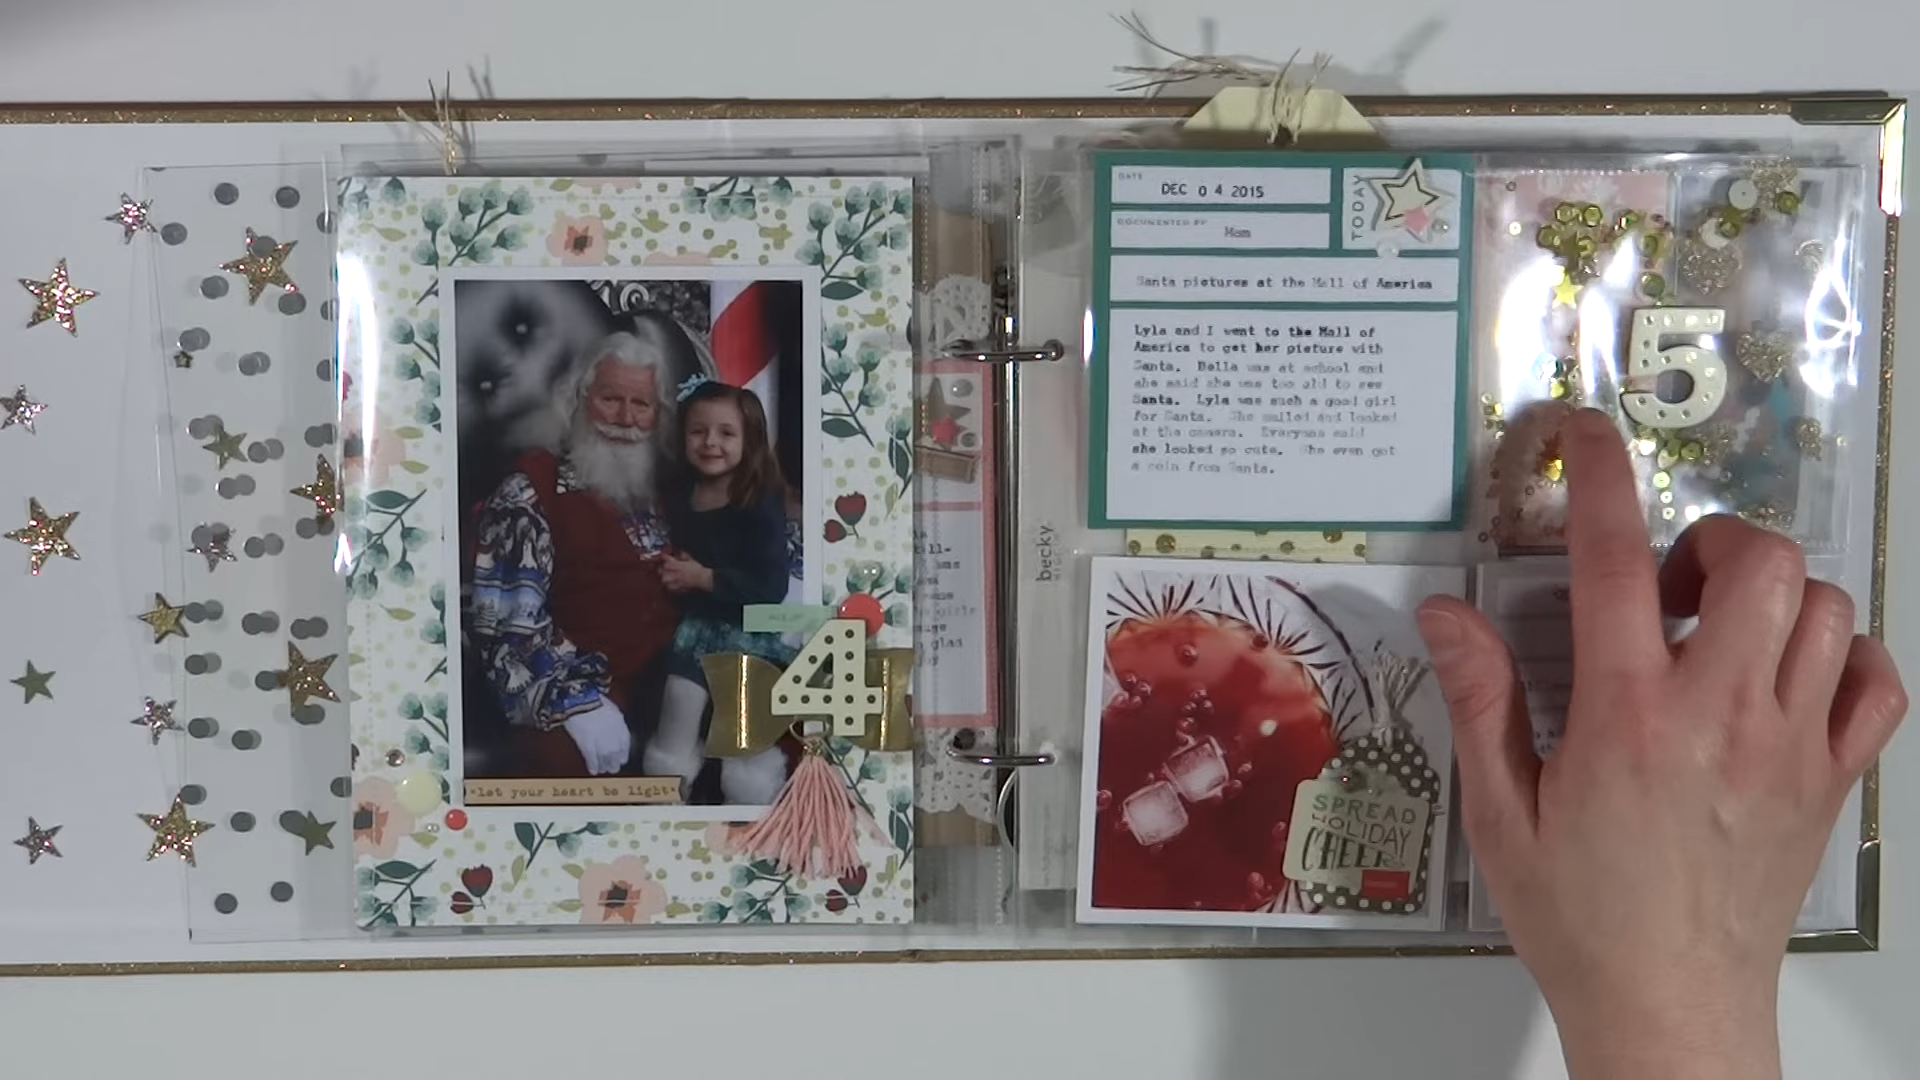 4
·let your heart be light·
becky
DATE
DEC 0 4 2015
DOCUMENTED BY
Mom
TODAY
Santa pictures at the Mall of America
Lyla and I went to the Mall of
America to get her picture with
Santa. Bella was at school and
she said she was too old to see
Santa. Lyla was such a good girl
for Santa. She smiled and looked
at the camera. Everyone said
she looked so cute. She even got
a coin from Santa.
5
SPREAD
HOLIDAY
CHEER